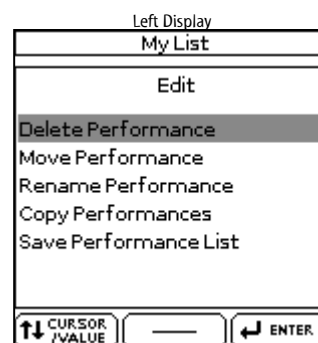 Left Display
My List
Edit
Delete Performance
Move Performance
Rename Performance
Copy Performances
Save Performance List
↑↓ CURSOR
/VALUE
↵ ENTER